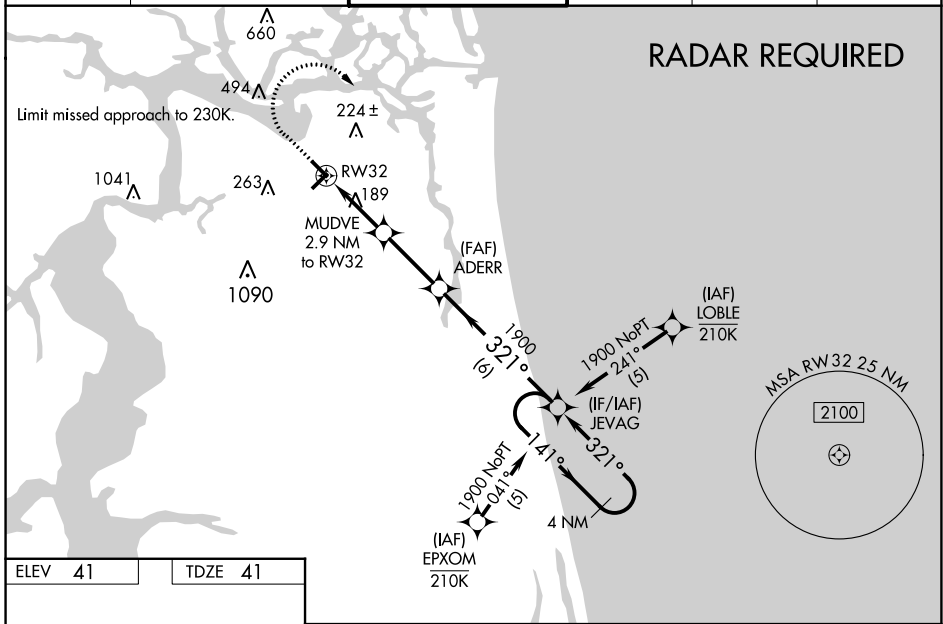 660
RADAR REQUIRED
494
Limit missed approach to 230K.
224 ±
RW32
1041
263
189
MUDVE
2.9 NM
to RW32
(FAF)
ADERR
1090
(IAF)
LOBLE
210K
1900
321°
(6)
1900 NoPT
241°
(5)
MSA RW32 25 NM
2100
(IF/IAF)
JEVAG
141°
321°
1900 NoPT
041°
(5)
4 NM
(IAF)
EPXOM
210K
ELEV 41
TDZE 41